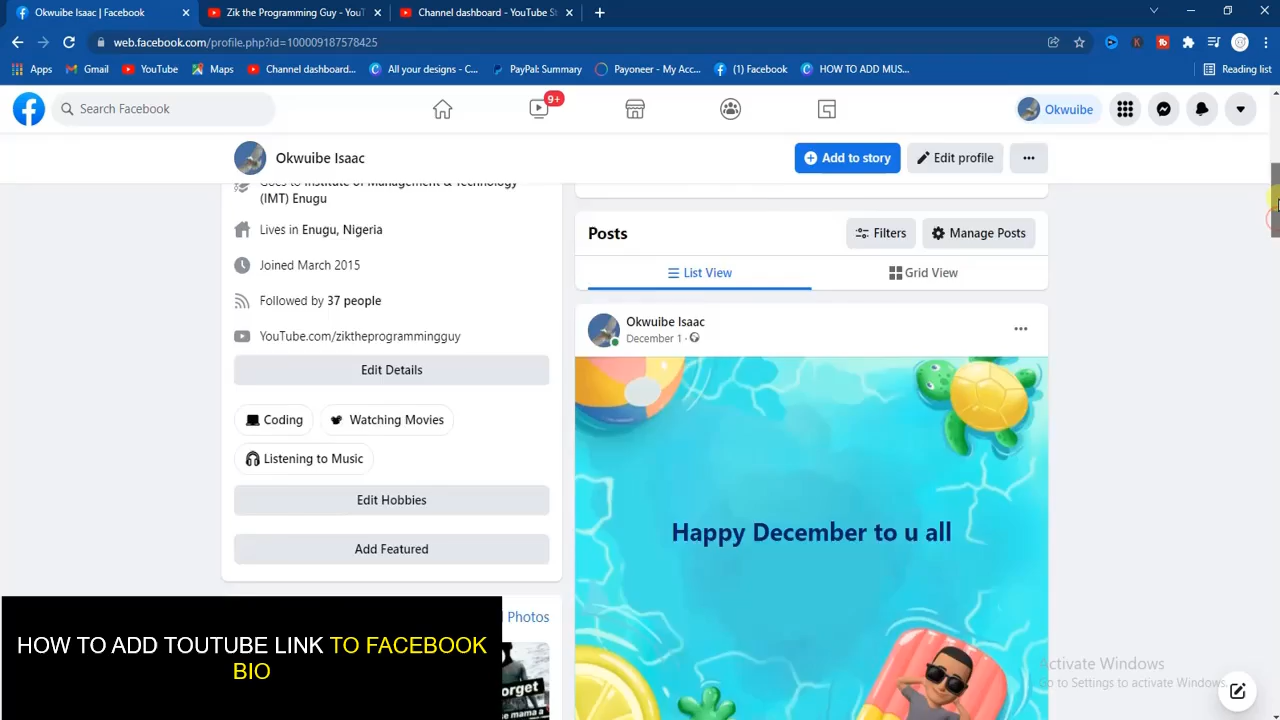 Okwuibe Isaac | Facebook
Zik the Programming Guy - YouT
Channel dashboard - YouTube St
web.facebook.com/profile.php?id=100009187578425
Apps
Gmail
YouTube
Maps
Channel dashboard...
All your designs - C...
PayPal: Summary
Payoneer - My Acc...
(1) Facebook
HOW TO ADD MUS...
Reading list
Search Facebook
9+
Okwuibe
Okwuibe Isaac
Add to story
Edit profile
Goes to Institute of Management & Technology
(IMT) Enugu
Lives in Enugu, Nigeria
Joined March 2015
Followed by 37 people
YouTube.com/ziktheprogrammingguy
Edit Details
Coding
Watching Movies
Listening to Music
Edit Hobbies
Add Featured
Photos
Posts
Filters
Manage Posts
List View
Grid View
Okwuibe Isaac
December 1 ·
Happy December to u all
HOW TO ADD TOUTUBE LINK TO FACEBOOK
BIO
Activate Windows
Go to Settings to activate Windows.